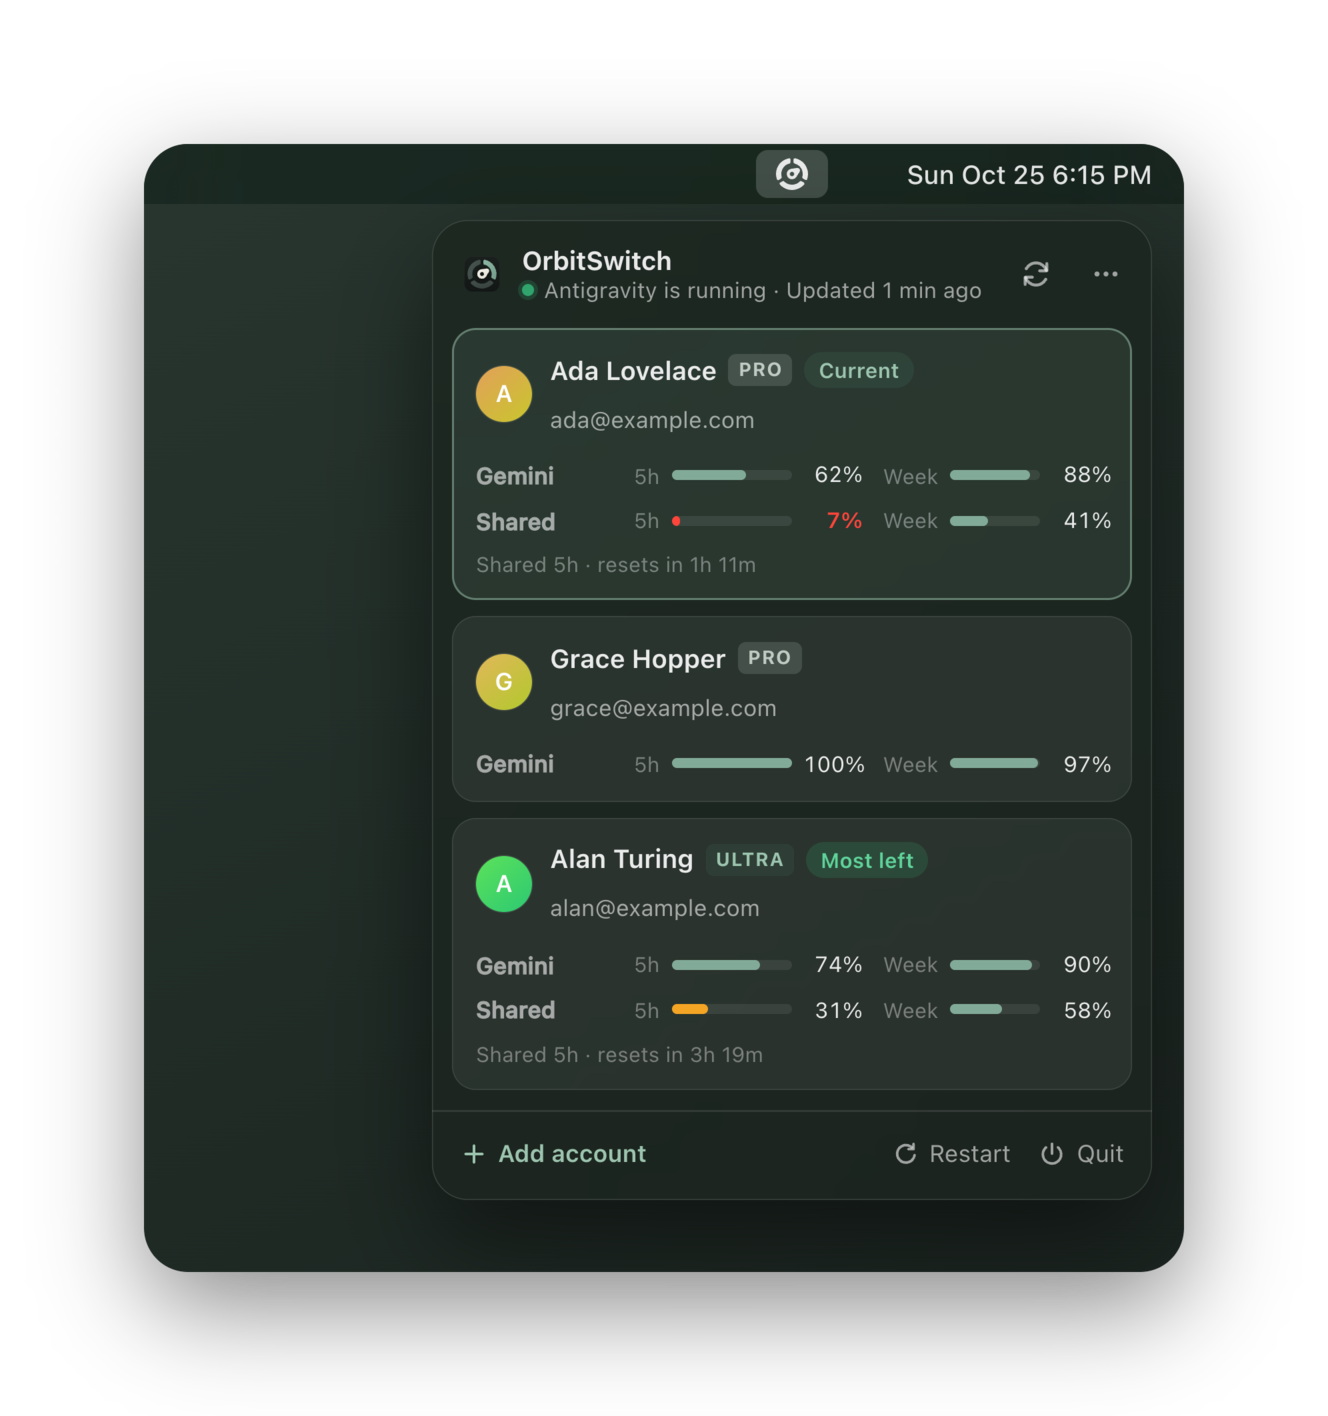 Sun Oct 25 6:15 PM
OrbitSwitch
Antigravity is running · Updated 1 min ago
A
Ada Lovelace PRO Current
ada@example.com
Gemini 5h 62% Week 88%
Shared 5h 7% Week 41%
Shared 5h · resets in 1h 11m
G
Grace Hopper PRO
grace@example.com
Gemini 5h 100% Week 97%
A
Alan Turing ULTRA Most left
alan@example.com
Gemini 5h 74% Week 90%
Shared 5h 31% Week 58%
Shared 5h · resets in 3h 19m
+ Add account Restart Quit